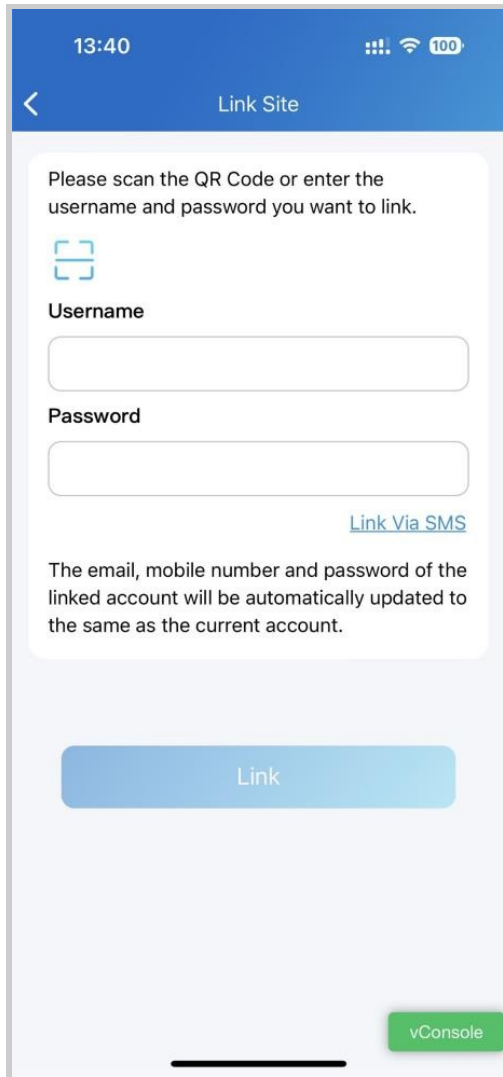 13:40
100
Link Site
Please scan the QR Code or enter the
username and password you want to link.
Username
Password
Link Via SMS
The email, mobile number and password of the
linked account will be automatically updated to
the same as the current account.
Link
vConsole